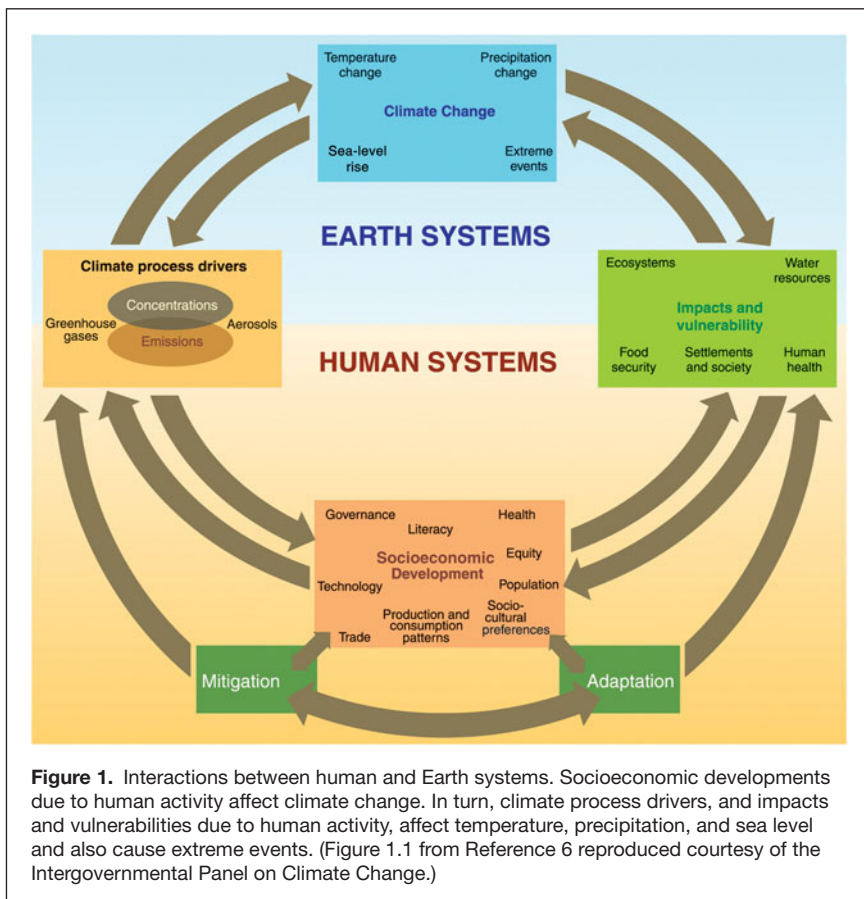 Temperature change
Precipitation change
Climate Change
Sea-level rise
Extreme events
EARTH SYSTEMS
Climate process drivers
Concentrations
Greenhouse gases
Aerosols
Emissions
Ecosystems
Water resources
Impacts and vulnerability
Food security
Settlements and society
Human health
HUMAN SYSTEMS
Governance
Literacy
Health
Socioeconomic Development
Equity
Technology
Population
Production and consumption patterns
Socio-cultural preferences
Trade
Mitigation
Adaptation
Figure 1. Interactions between human and Earth systems. Socioeconomic developments
due to human activity affect climate change. In turn, climate process drivers, and impacts
and vulnerabilities due to human activity, affect temperature, precipitation, and sea level
and also cause extreme events. (Figure 1.1 from Reference 6 reproduced courtesy of the
Intergovernmental Panel on Climate Change.)